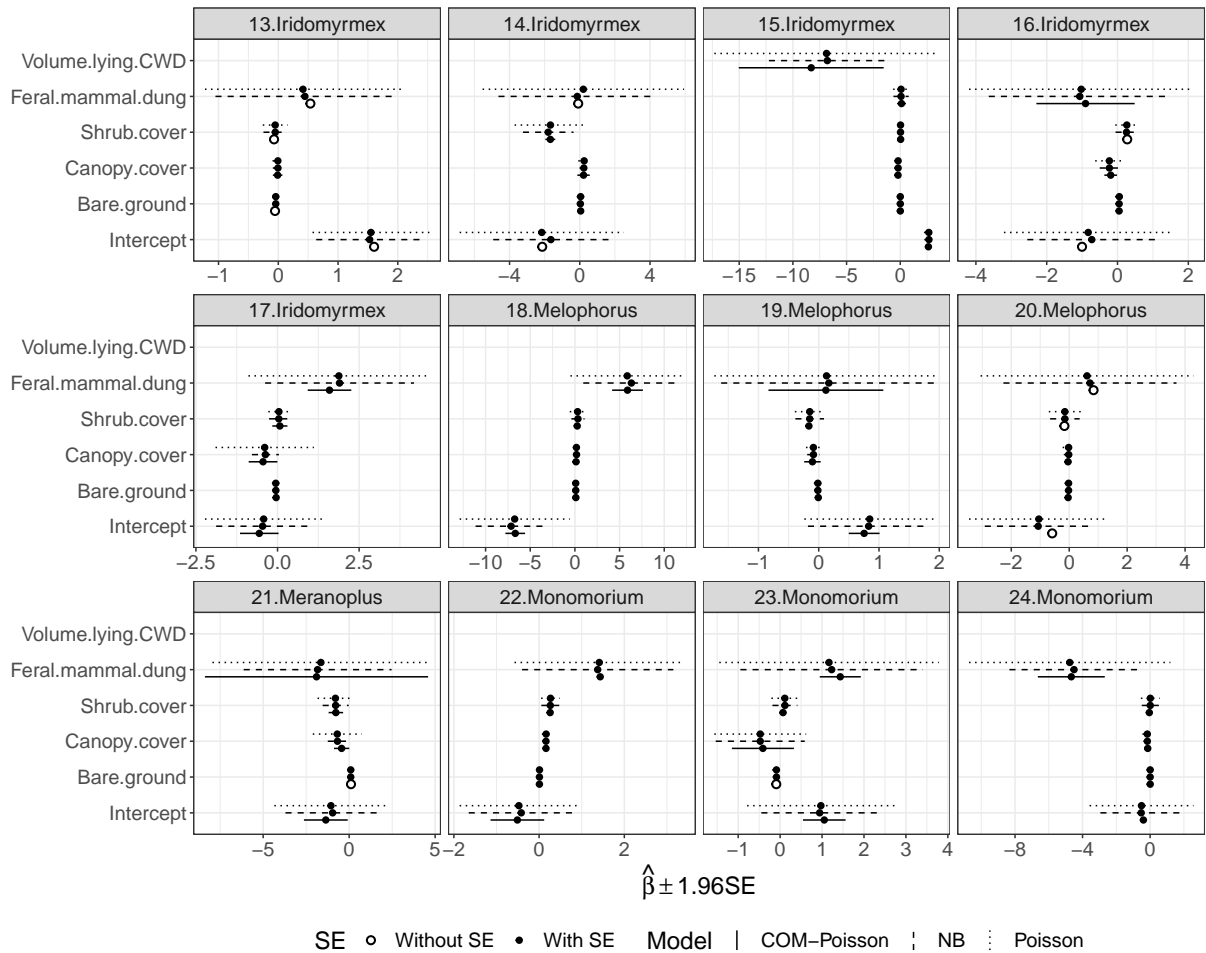 13.Iridomyrmex 14.Iridomyrmex 15.Iridomyrmex 16.Iridomyrmex
Volume.lying.CWD
Feral.mammal.dung
Shrub.cover
Canopy.cover
Bare.ground
Intercept
−1 0 1 2 −4 0 4 −15 −10 −5 0 −4 −2 0 2
17.Iridomyrmex 18.Melophorus 19.Melophorus 20.Melophorus
Volume.lying.CWD
Feral.mammal.dung
Shrub.cover
Canopy.cover
Bare.ground
Intercept
−2.5 0.0 2.5 −10 −5 0 5 10 −1 0 1 2 −2 0 2 4
21.Meranoplus 22.Monomorium 23.Monomorium 24.Monomorium
Volume.lying.CWD
Feral.mammal.dung
Shrub.cover
Canopy.cover
Bare.ground
Intercept
−5 0 5 −2 0 2 −1 0 1 2 3 4 −8 −4 0
β̂ ± 1.96SE
SE Without SE With SE Model COM−Poisson NB Poisson